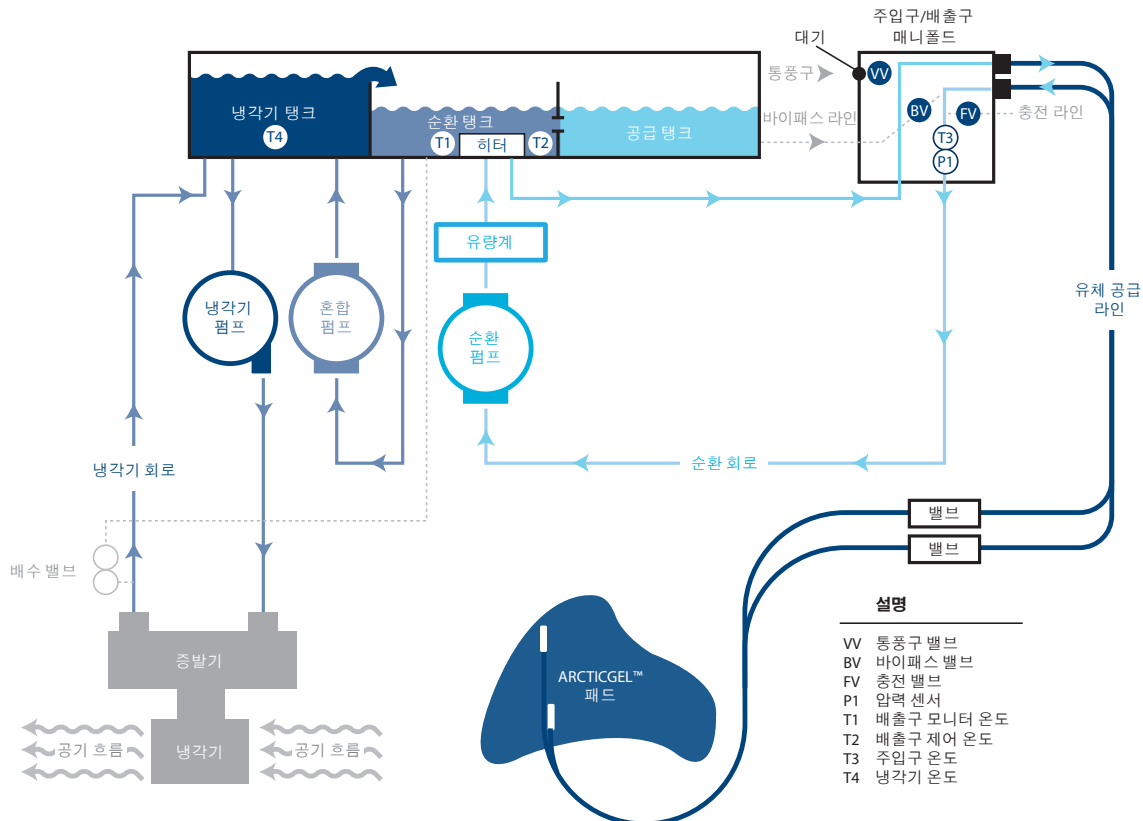 주입구/배출구
매니폴드
대기
통풍구
VV
냉각기 탱크
T4
순환 탱크
T1
히터
T2
공급 탱크
바이패스 라인
BV
FV
충전 라인
T3
P1
유량계
냉각기
펌프
혼합
펌프
순환
펌프
유체 공급
라인
냉각기 회로
순환 회로
밸브
밸브
배수 밸브
증발기
냉각기
공기 흐름
공기 흐름
ARCTICGEL™
패드
설명
VV 통풍구 밸브
BV 바이패스 밸브
FV 충전 밸브
P1 압력 센서
T1 배출구 모니터 온도
T2 배출구 제어 온도
T3 주입구 온도
T4 냉각기 온도